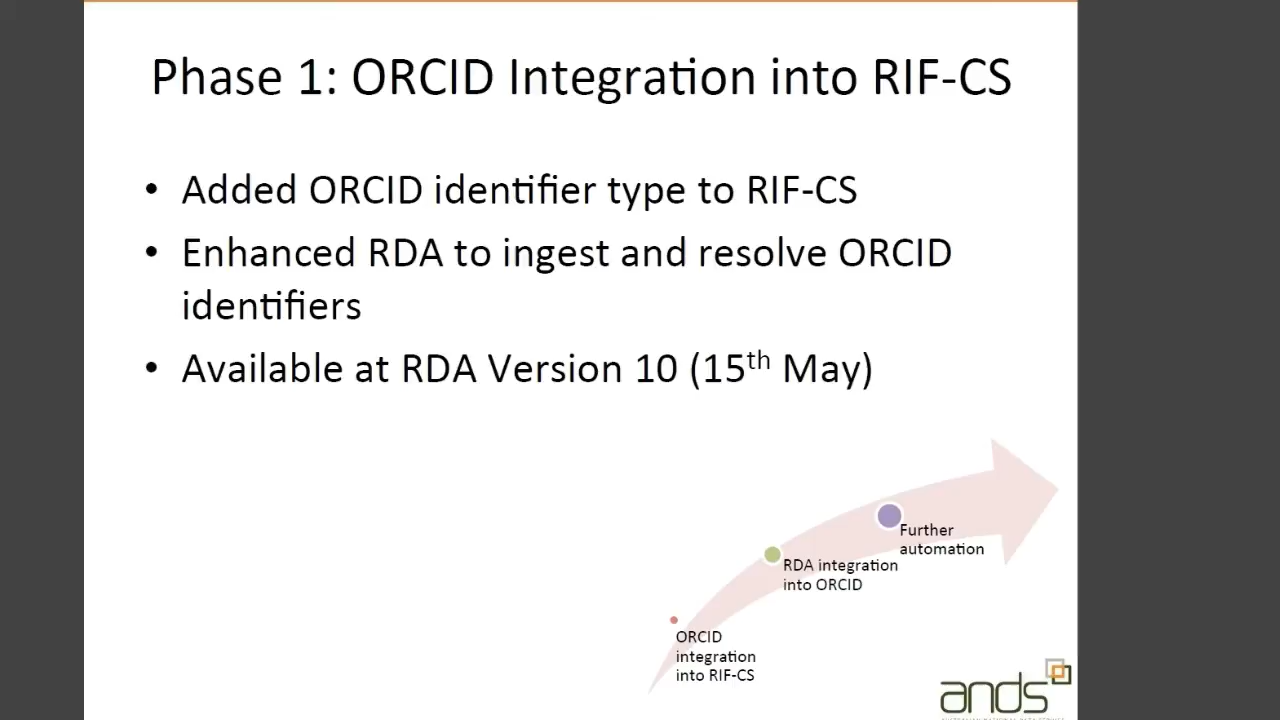 Phase 1: ORCID Integration into RIF-CS
• Added ORCID identifier type to RIF-CS
• Enhanced RDA to ingest and resolve ORCID
identifiers
• Available at RDA Version 10 (15th May)
Further
automation
RDA integration
into ORCID
ORCID
integration
into RIF-CS
ands